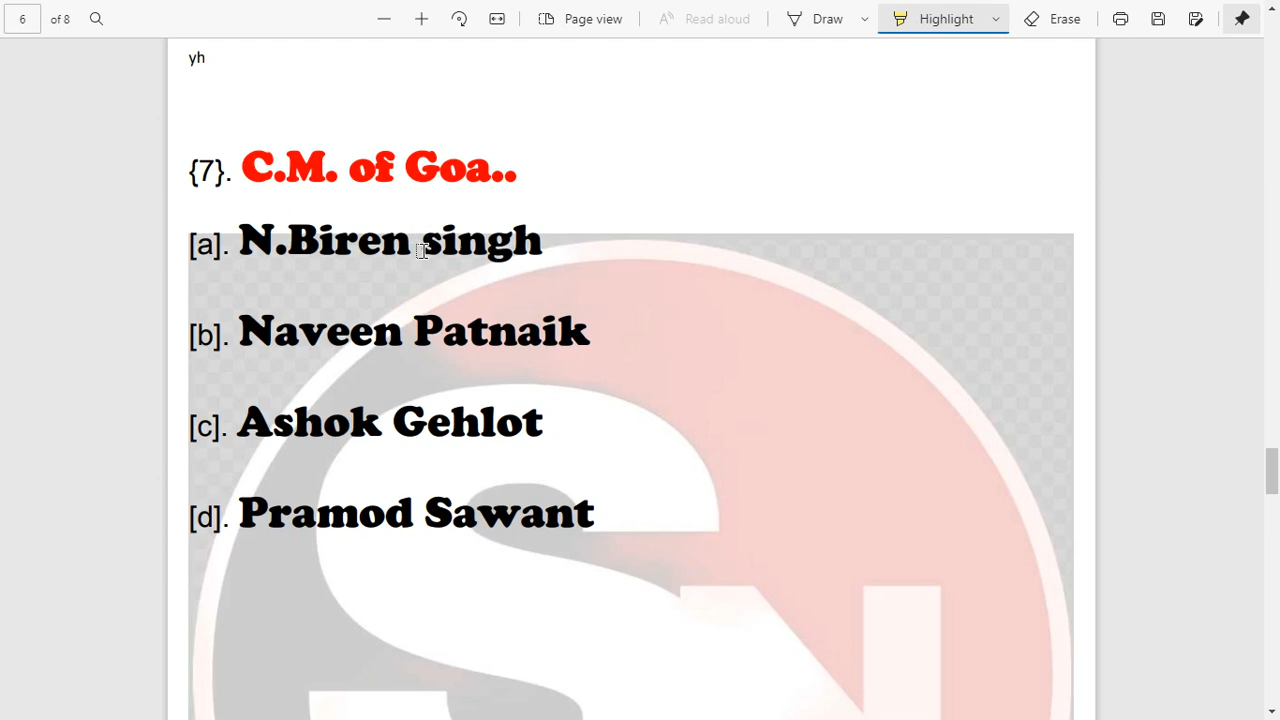 6 of 8 Page view Read aloud Draw Highlight Erase
yh
{7}. C.M. of Goa..
[a]. N.Biren singh
[b]. Naveen Patnaik
[c]. Ashok Gehlot
[d]. Pramod Sawant
SN